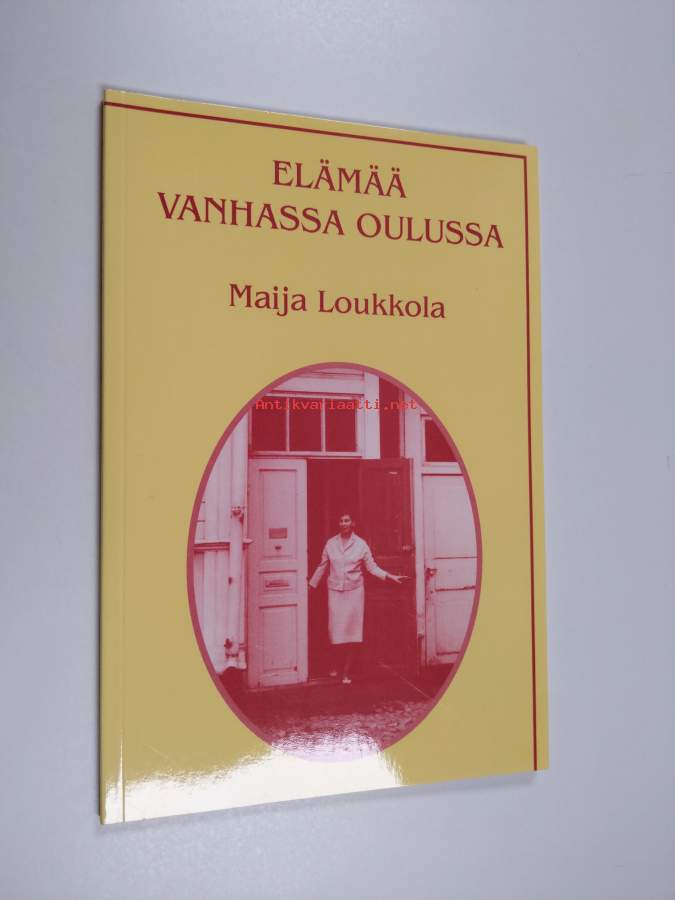 ELÄMÄÄ
VANHASSA OULUSSA
Maija Loukkola
Antikvariaatti.net